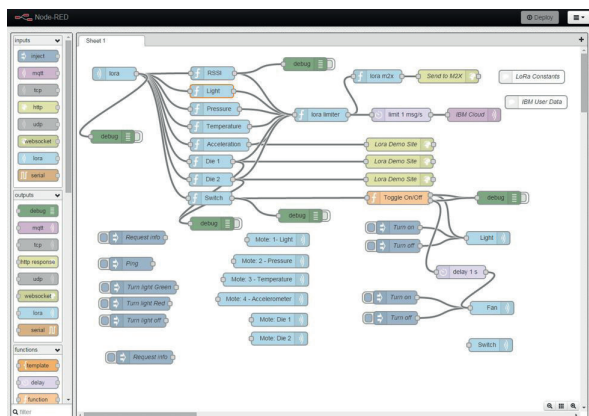 Node-RED
Deploy
inputs
inject
mqtt
tcp
http
udp
websocket
lora
serial
outputs
debug
mqtt
tcp
http response
udp
websocket
lora
serial
functions
template
delay
function
filter
Sheet 1
lora
debug
RSSI
Light
Pressure
Temperature
Acceleration
Die 1
Die 2
Switch
debug
debug
debug
lora limiter
lora m2x
Send to M2X
LoRa Constants
limit 1 msg/s
IBM Cloud
IBM User Data
Lora Demo Site
Lora Demo Site
Lora Demo Site
Toggle On/Off
debug
Turn on
Turn off
Light
delay 1 s
Turn on
Turn off
Fan
Switch
Request info
Ping
Turn light Green
Turn light Red
Turn light off
Request info
Mote: 1- Light
Mote: 2 - Pressure
Mote: 3 - Temperature
Mote: 4 - Accelerometer
Mote: Die 1
Mote: Die 2